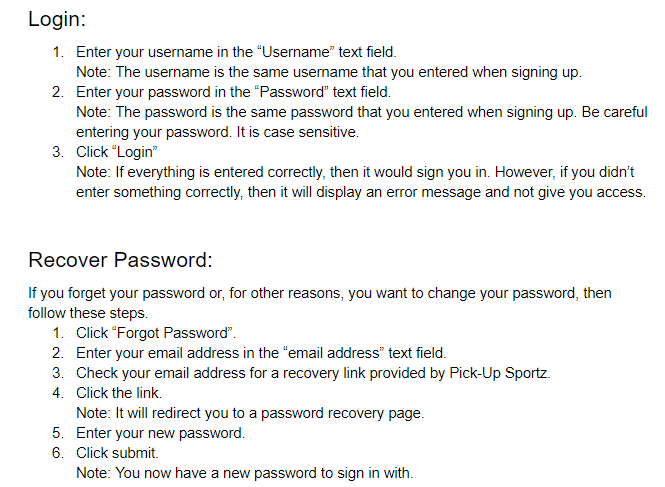 Login:
1. Enter your username in the “Username” text field.
Note: The username is the same username that you entered when signing up.
2. Enter your password in the “Password” text field.
Note: The password is the same password that you entered when signing up. Be careful
entering your password. It is case sensitive.
3. Click “Login”
Note: If everything is entered correctly, then it would sign you in. However, if you didn’t
enter something correctly, then it will display an error message and not give you access.
Recover Password:
If you forget your password or, for other reasons, you want to change your password, then
follow these steps.
1. Click “Forgot Password”.
2. Enter your email address in the “email address” text field.
3. Check your email address for a recovery link provided by Pick-Up Sportz.
4. Click the link.
Note: It will redirect you to a password recovery page.
5. Enter your new password.
6. Click submit.
Note: You now have a new password to sign in with.